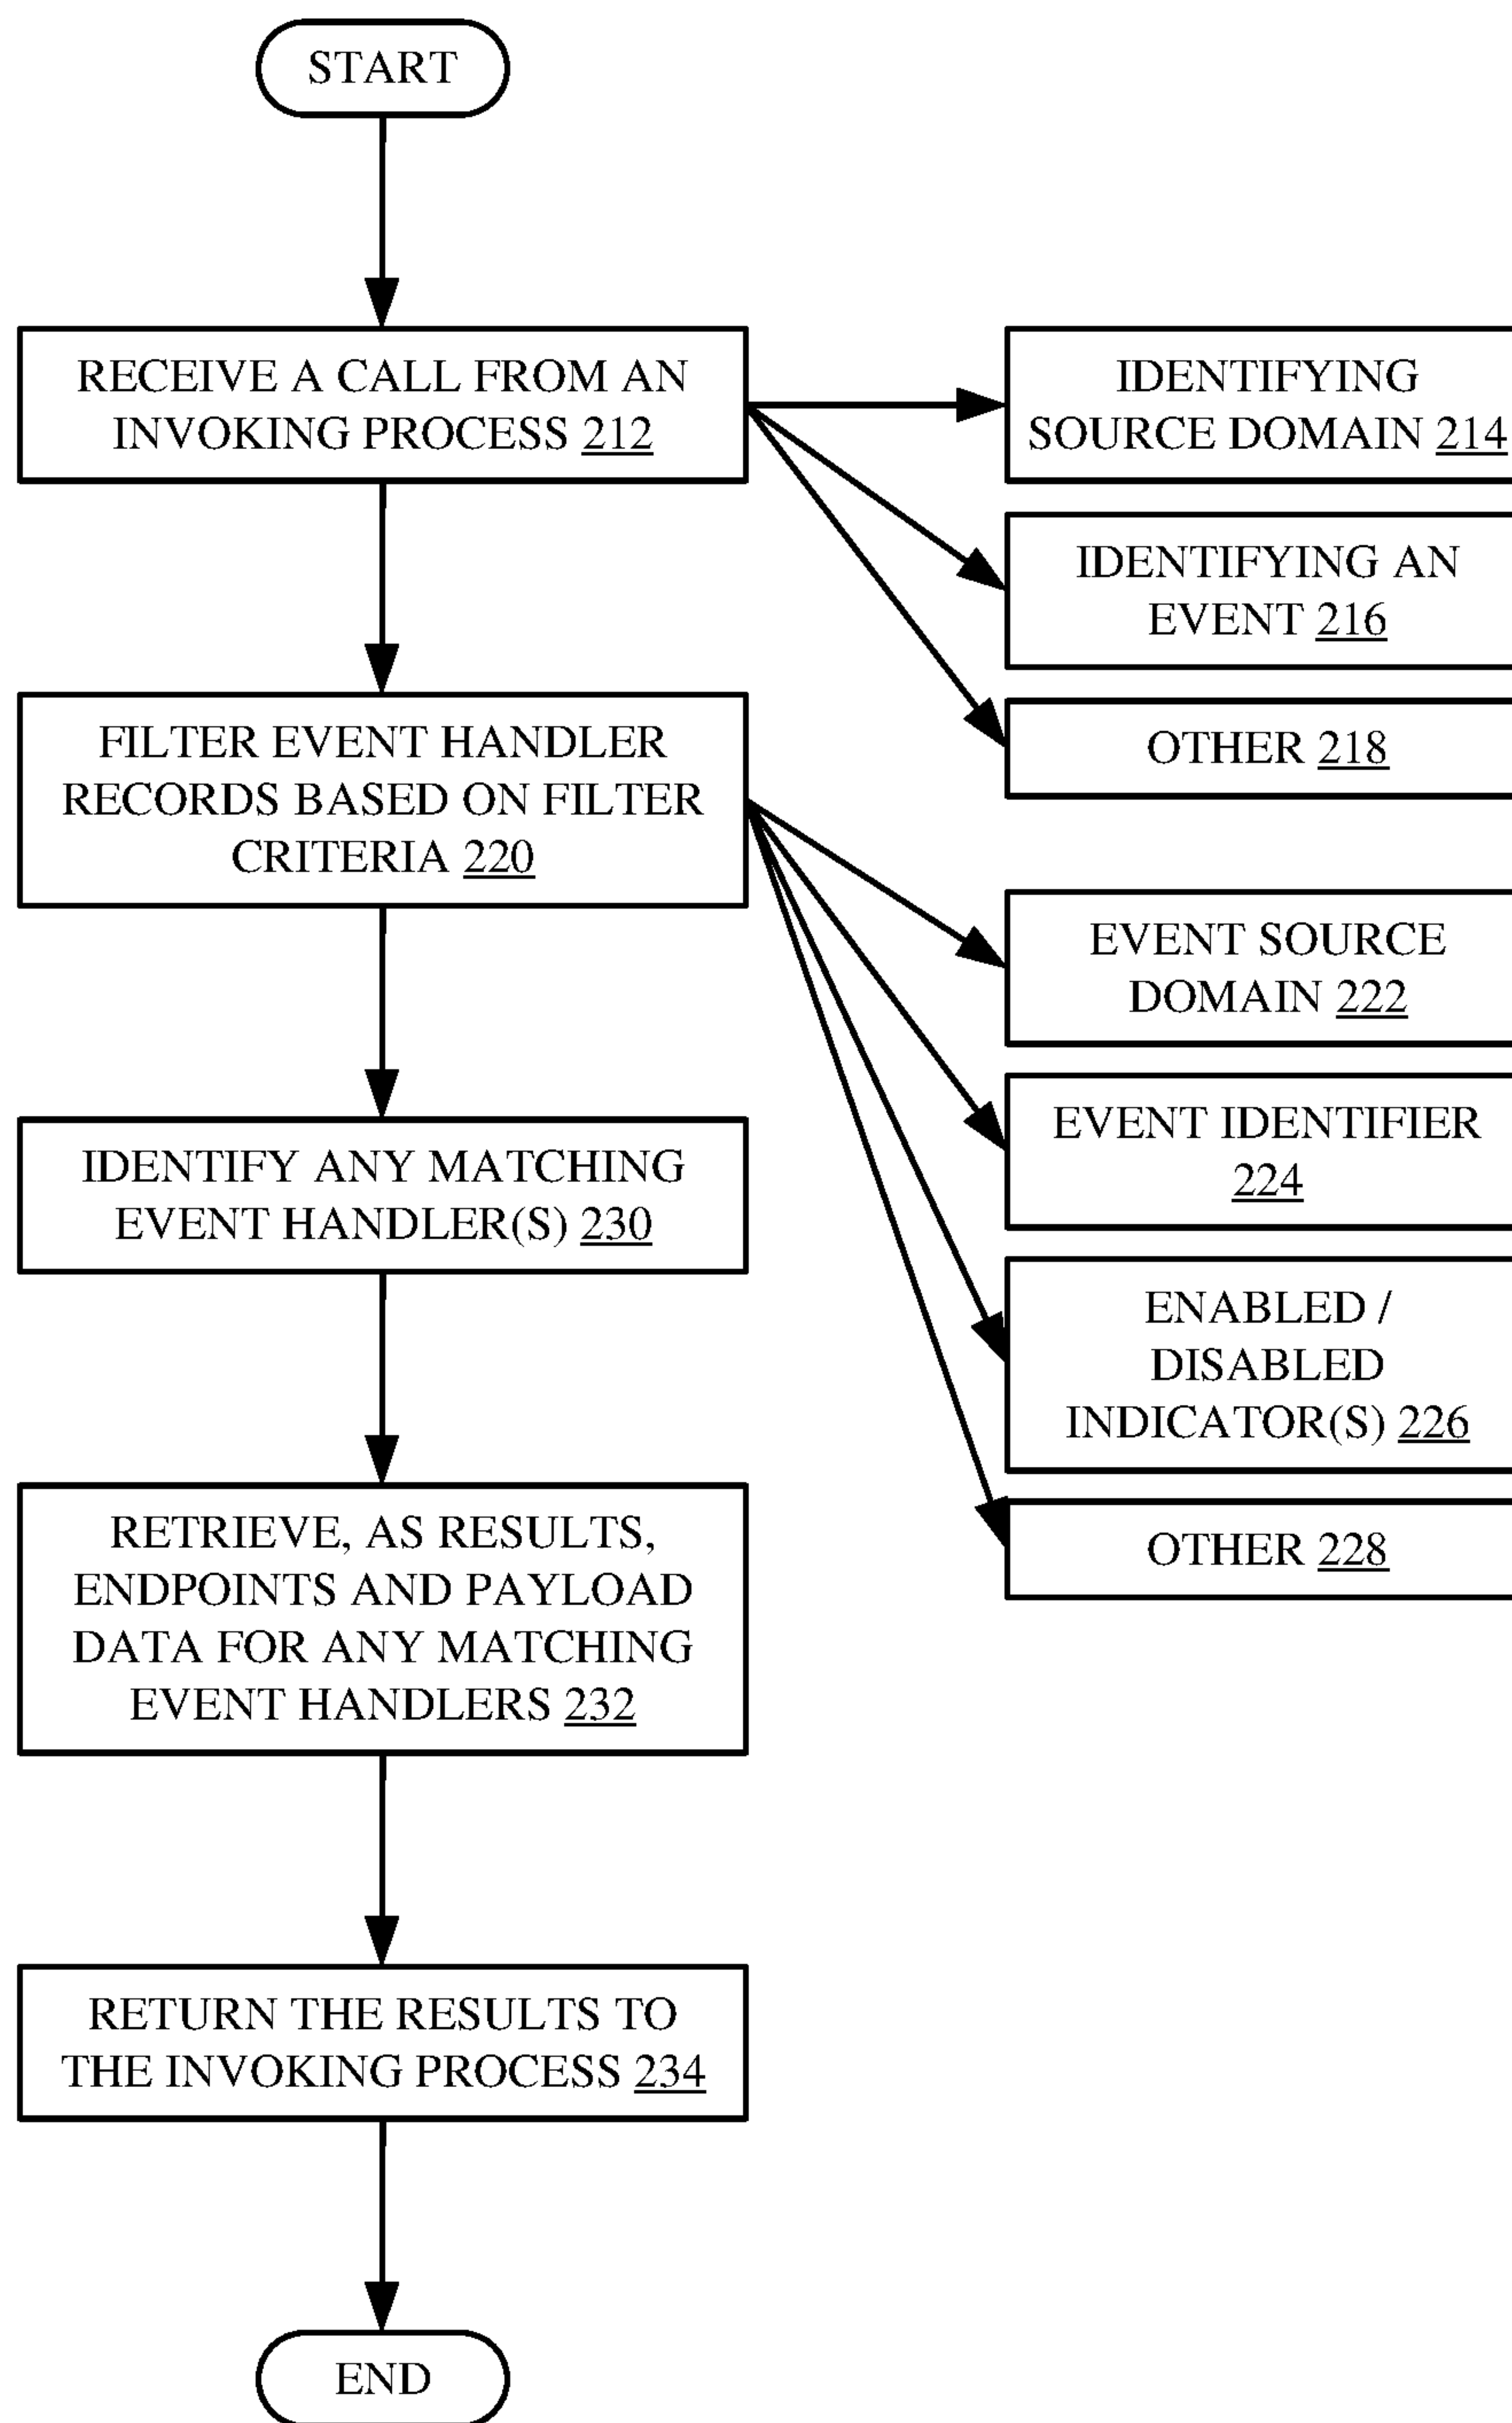 START
RECEIVE A CALL FROM AN
INVOKING PROCESS 212
IDENTIFYING
SOURCE DOMAIN 214
IDENTIFYING AN
EVENT 216
OTHER 218
FILTER EVENT HANDLER
RECORDS BASED ON FILTER
CRITERIA 220
EVENT SOURCE
DOMAIN 222
EVENT IDENTIFIER
224
ENABLED /
DISABLED
INDICATOR(S) 226
OTHER 228
IDENTIFY ANY MATCHING
EVENT HANDLER(S) 230
RETRIEVE, AS RESULTS,
ENDPOINTS AND PAYLOAD
DATA FOR ANY MATCHING
EVENT HANDLERS 232
RETURN THE RESULTS TO
THE INVOKING PROCESS 234
END